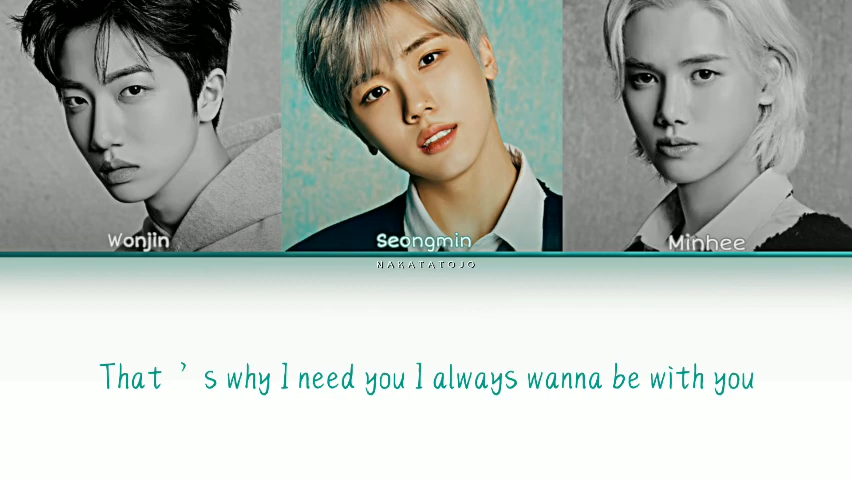 Wonjin Seongmin Minhee
NAKATATOJO
That ’ s why I need you I always wanna be with you